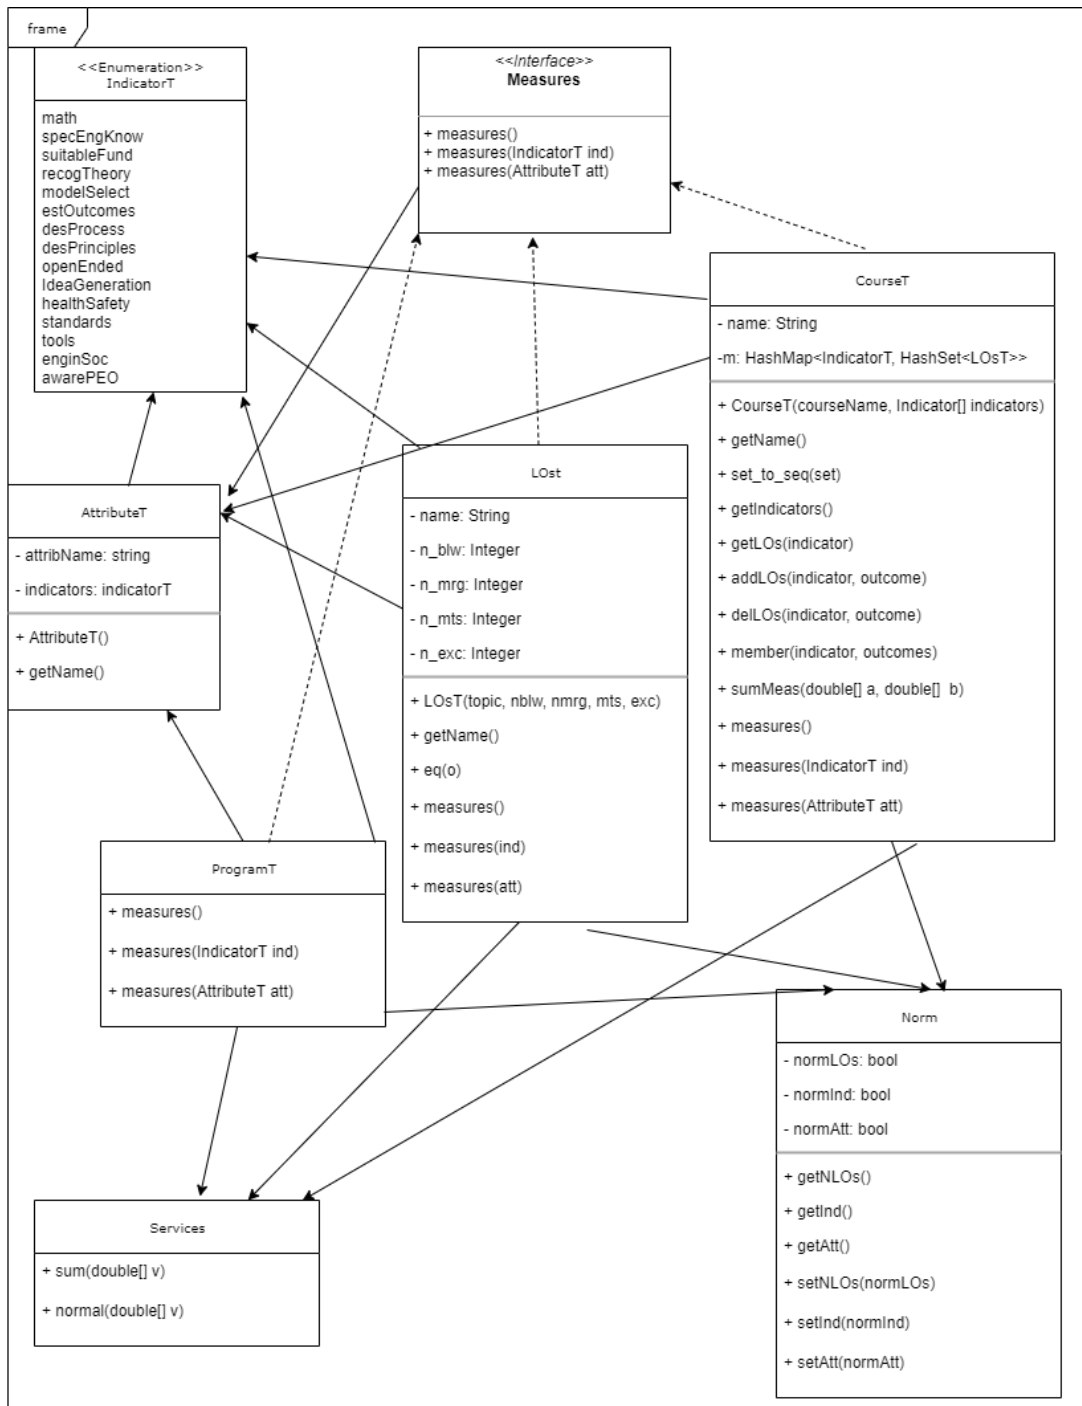 frame
<<Enumeration>>
IndicatorT
math
specEngKnow
suitableFund
recogTheory
modelSelect
estOutcomes
desProcess
desPrinciples
openEnded
IdeaGeneration
healthSafety
standards
tools
enginSoc
awarePEO
<<Interface>>
Measures
+ measures()
+ measures(IndicatorT ind)
+ measures(AttributeT att)
CourseT
- name: String
-m: HashMap<IndicatorT, HashSet<LOsT>>
+ CourseT(courseName, Indicator[] indicators)
+ getName()
+ set_to_seq(set)
+ getIndicators()
+ getLOs(indicator)
+ addLOs(indicator, outcome)
+ delLOs(indicator, outcome)
+ member(indicator, outcomes)
+ sumMeas(double[] a, double[]  b)
+ measures()
+ measures(IndicatorT ind)
+ measures(AttributeT att)
AttributeT
- attribName: string
- indicators: indicatorT
+ AttributeT()
+ getName()
LOst
- name: String
- n_blw: Integer
- n_mrg: Integer
- n_mts: Integer
- n_exc: Integer
+ LOsT(topic, nblw, nmrg, mts, exc)
+ getName()
+ eq(o)
+ measures()
+ measures(ind)
+ measures(att)
ProgramT
+ measures()
+ measures(IndicatorT ind)
+ measures(AttributeT att)
Norm
- normLOs: bool
- normInd: bool
- normAtt: bool
+ getNLOs()
+ getInd()
+ getAtt()
+ setNLOs(normLOs)
+ setInd(normInd)
+ setAtt(normAtt)
Services
+ sum(double[] v)
+ normal(double[] v)